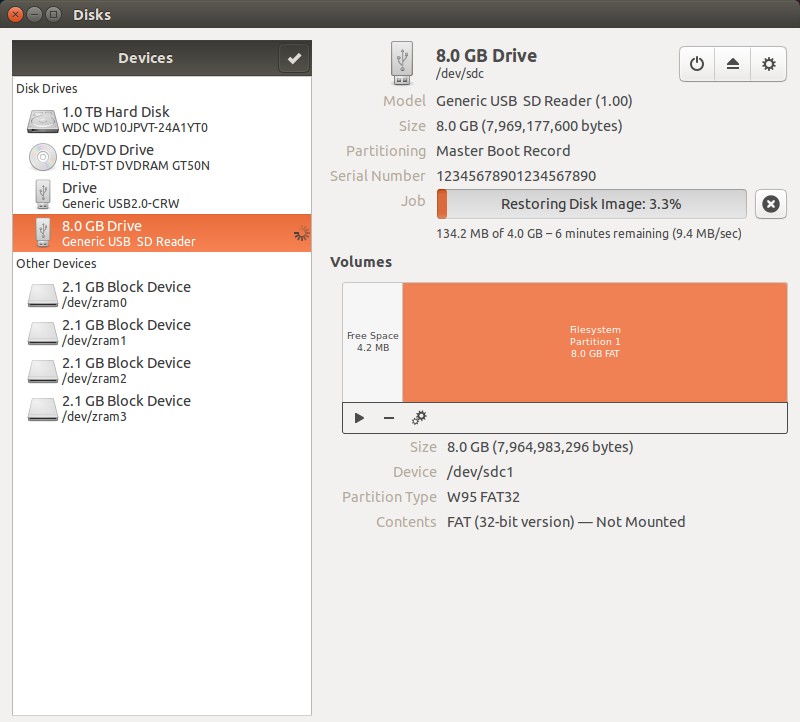 Disks
Devices
Disk Drives
1.0 TB Hard Disk
WDC WD10JPVT-24A1YT0
CD/DVD Drive
HL-DT-ST DVDRAM GT50N
Drive
Generic USB2.0-CRW
8.0 GB Drive
Generic USB  SD Reader
Other Devices
2.1 GB Block Device
/dev/zram0
2.1 GB Block Device
/dev/zram1
2.1 GB Block Device
/dev/zram2
2.1 GB Block Device
/dev/zram3
8.0 GB Drive
/dev/sdc
Model Generic USB  SD Reader (1.00)
Size 8.0 GB (7,969,177,600 bytes)
Partitioning Master Boot Record
Serial Number 12345678901234567890
Job Restoring Disk Image: 3.3%
134.2 MB of 4.0 GB – 6 minutes remaining (9.4 MB/sec)
Volumes
Free Space
4.2 MB
Filesystem
Partition 1
8.0 GB FAT
Size 8.0 GB (7,964,983,296 bytes)
Device /dev/sdc1
Partition Type W95 FAT32
Contents FAT (32-bit version) — Not Mounted